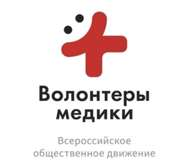 Волонтеры
медики
Всероссийское
общественное движение